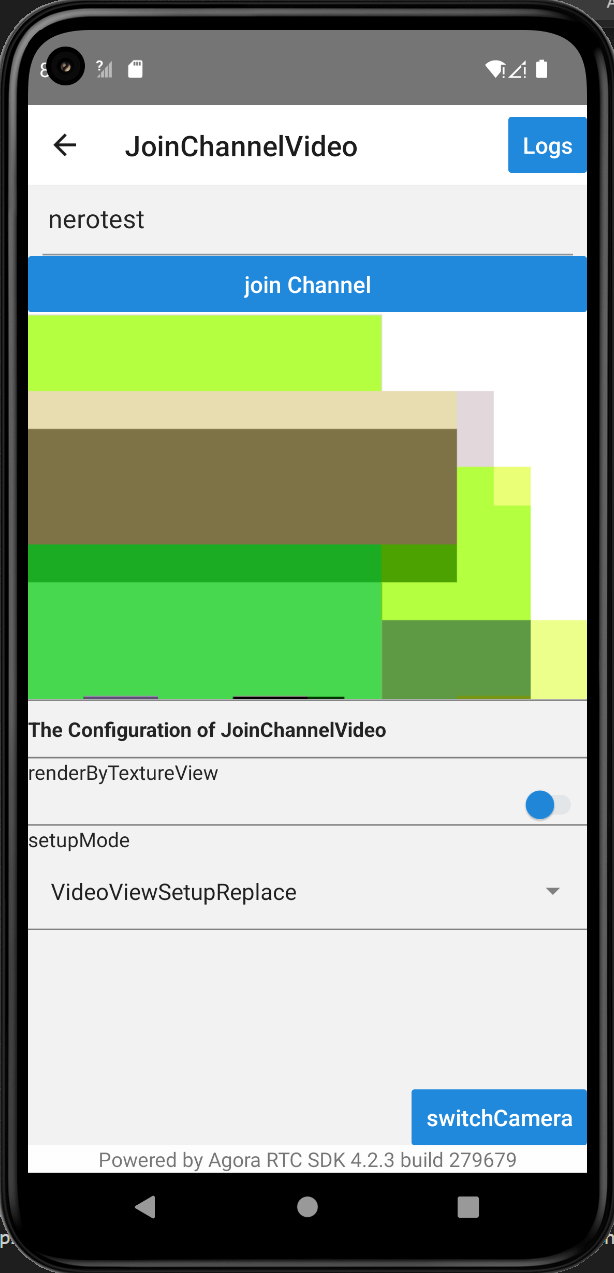 JoinChannelVideo
Logs
nerotest
join Channel
The Configuration of JoinChannelVideo
renderByTextureView
setupMode
VideoViewSetupReplace
switchCamera
Powered by Agora RTC SDK 4.2.3 build 279679